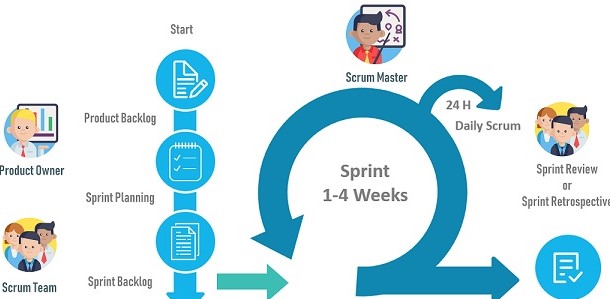 Start
Scrum Master
24 H
Product Backlog
Daily Scrum
Product Owner
Sprint
1-4 Weeks
Sprint Review
or
Sprint Retrospective
Sprint Planning
Scrum Team
Sprint Backlog